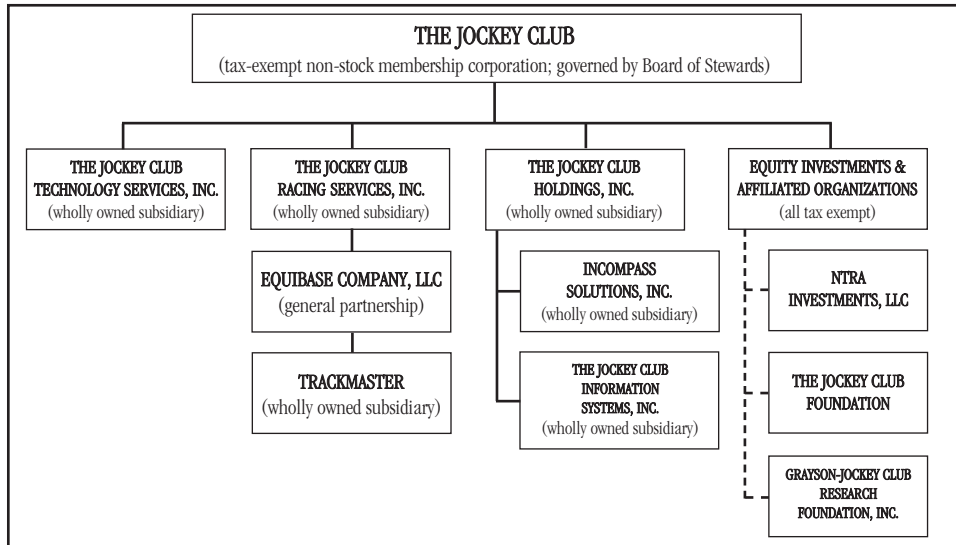 THE JOCKEY CLUB
(tax-exempt non-stock membership corporation; governed by Board of Stewards)
THE JOCKEY CLUB
TECHNOLOGY SERVICES, INC.
(wholly owned subsidiary)
THE JOCKEY CLUB
RACING SERVICES, INC.
(wholly owned subsidiary)
THE JOCKEY CLUB
HOLDINGS, INC.
(wholly owned subsidiary)
EQUITY INVESTMENTS &
AFFILIATED ORGANIZATIONS
(all tax exempt)
EQUIBASE COMPANY, LLC
(general partnership)
INCOMPASS
SOLUTIONS, INC.
(wholly owned subsidiary)
NTRA
INVESTMENTS, LLC
TRACKMASTER
(wholly owned subsidiary)
THE JOCKEY CLUB
INFORMATION
SYSTEMS, INC.
(wholly owned subsidiary)
THE JOCKEY CLUB
FOUNDATION
GRAYSON-JOCKEY CLUB
RESEARCH
FOUNDATION, INC.